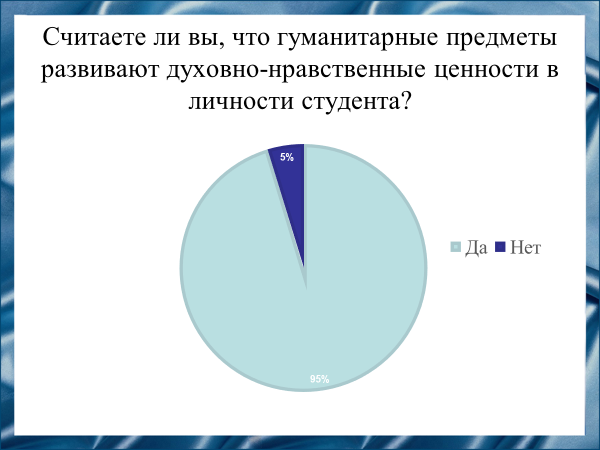 Считаете ли вы, что гуманитарные предметы
развивают духовно-нравственные ценности в
личности студента?
5%
Да Нет
95%